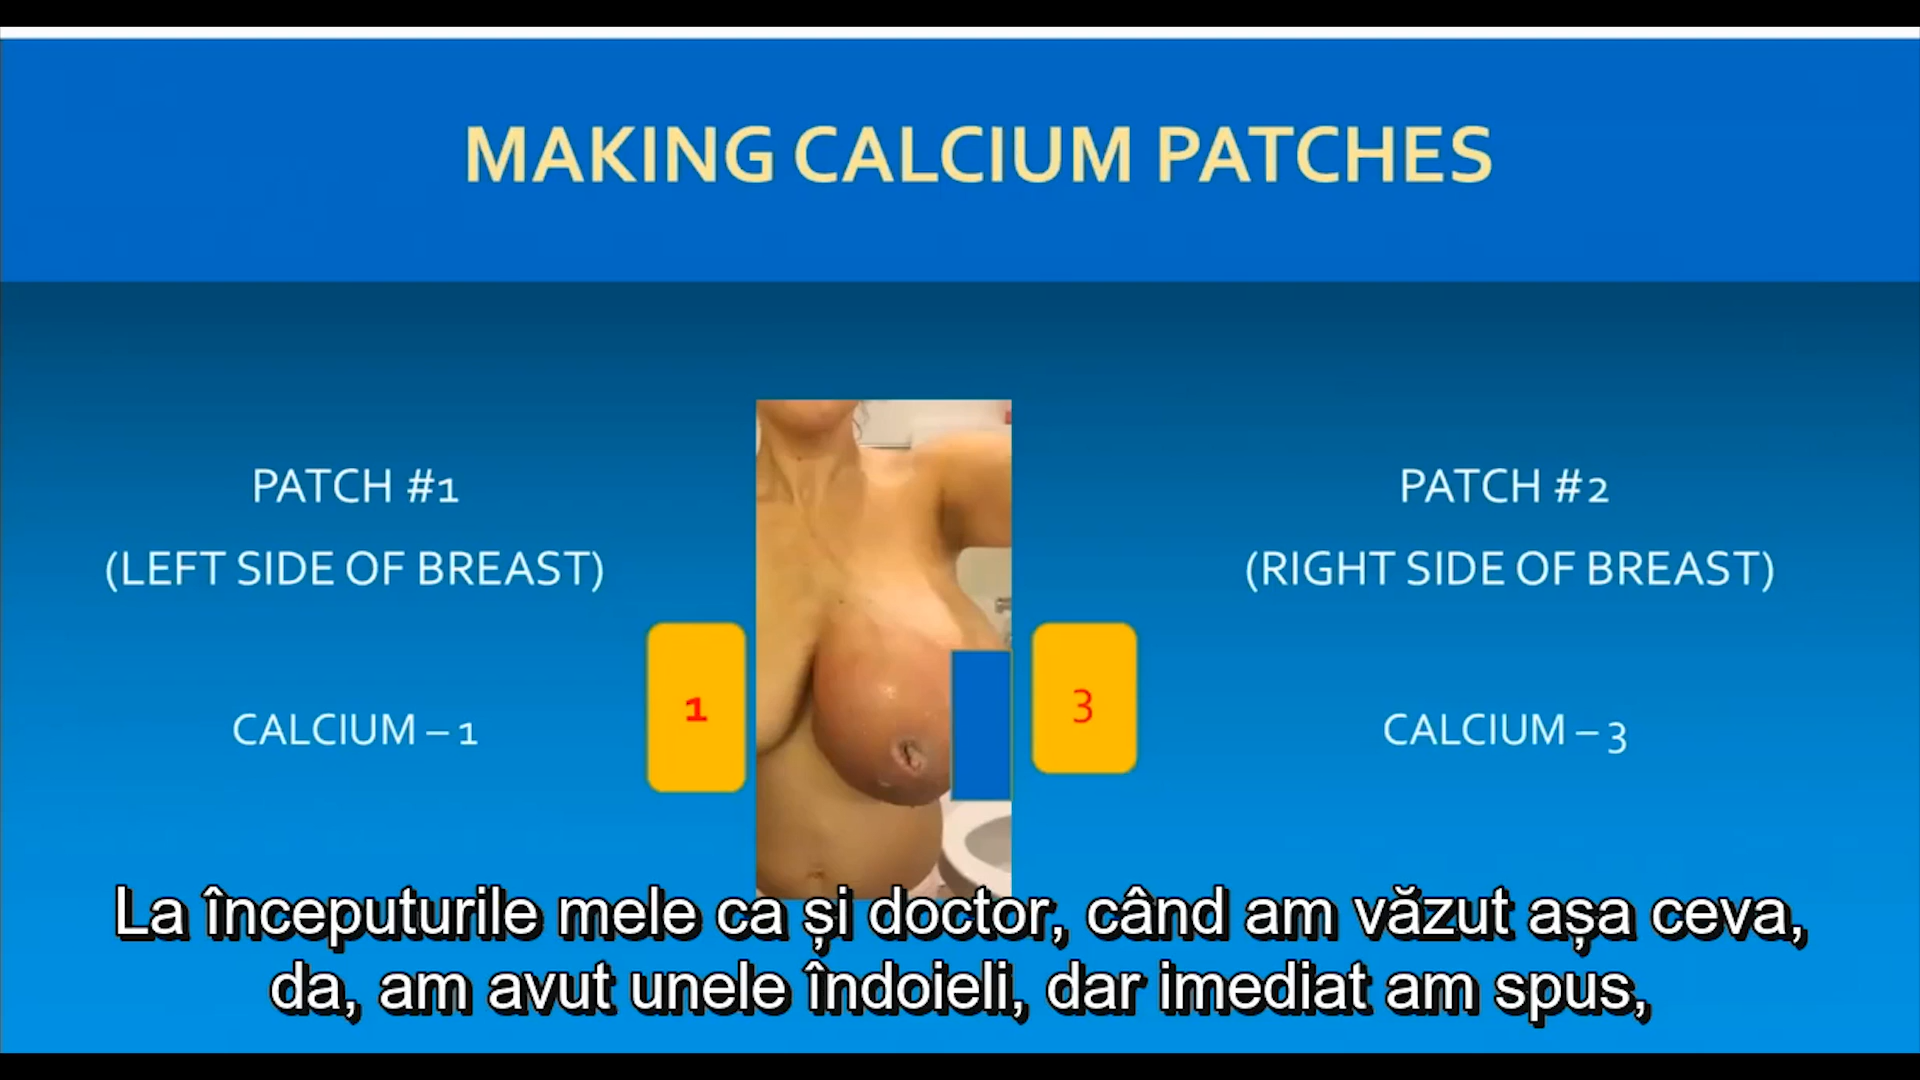 MAKING CALCIUM PATCHES
PATCH #1
(LEFT SIDE OF BREAST)
CALCIUM – 1
1
3
PATCH #2
(RIGHT SIDE OF BREAST)
CALCIUM – 3
La începuturile mele ca și doctor, când am văzut așa ceva,
da, am avut unele îndoieli, dar imediat am spus,